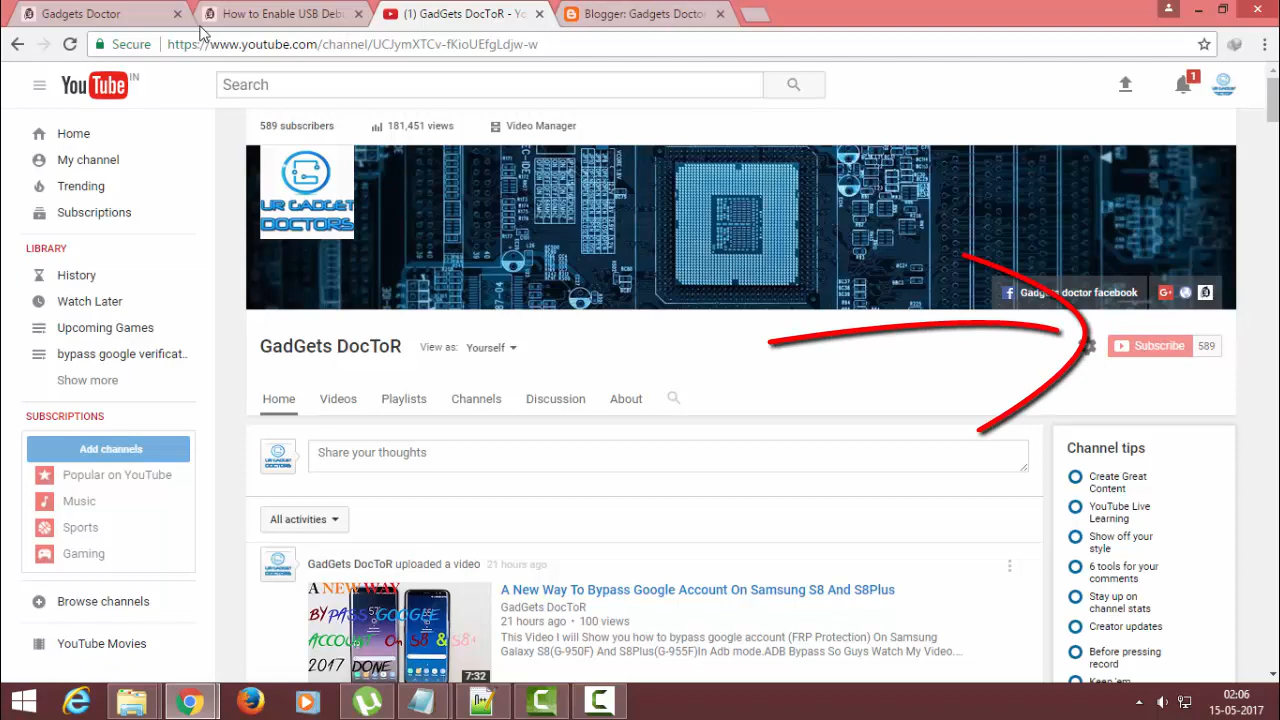 Gadgets Doctor
How to Enable USB Deb
(1) GadGets DocToR - Yo
Blogger: Gadgets Docto
Secure
https://www.youtube.com/channel/UCJymXTCv-fKioUEfgLdjw-w
YouTube IN
Search
1
589 subscribers
181,451 views
Video Manager
Home
My channel
Trending
Subscriptions
LIBRARY
History
Watch Later
Upcoming Games
bypass google verificat..
Show more
SUBSCRIPTIONS
Add channels
Popular on YouTube
Music
Sports
Gaming
Browse channels
YouTube Movies
UR GADGET
DOCTORS
Gadgets doctor facebook
GadGets DocToR
View as: Yourself
Subscribe 589
Home
Videos
Playlists
Channels
Discussion
About
Share your thoughts
All activities
GadGets DocToR uploaded a video
21 hours ago
A NEW WAY
BYPASS GOOGLE
ACCOUNT On S8 & S8+
2017 DONE
7:32
A New Way To Bypass Google Account On Samsung S8 And S8Plus
GadGets DocToR
21 hours ago • 100 views
This Video I will Show you how to bypass google account (FRP Protection) On Samsung
Galaxy S8(G-950F) And S8Plus(G-955F)In Adb mode.ADB Bypass So Guys Watch My Video....
Channel tips
Create Great
Content
YouTube Live
Learning
Show off your
style
6 tools for your
comments
Stay up on
channel stats
Creator updates
Before pressing
record
02:06
15-05-2017